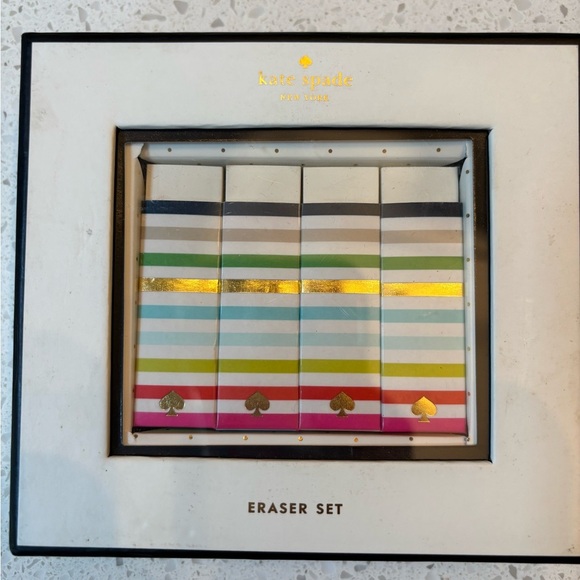 kate spade
NEW YORK
ERASER SET